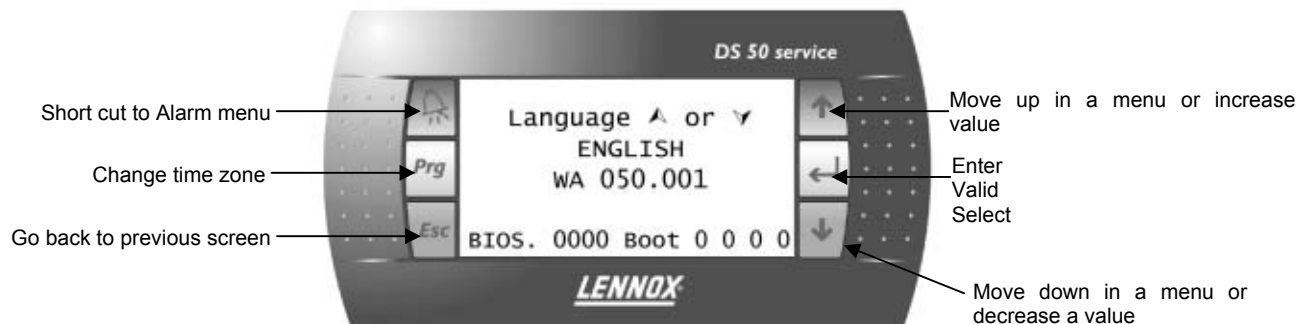 DS 50 service
Short cut to Alarm menu
Change time zone
Go back to previous screen
Prg
Esc
Language ⮝ or ⮟
ENGLISH
WA 050.001
BIOS. 0000 Boot 0 0 0 0
LENNOX
Move up in a menu or increase
value
Enter
Valid
Select
Move down in a menu or
decrease a value